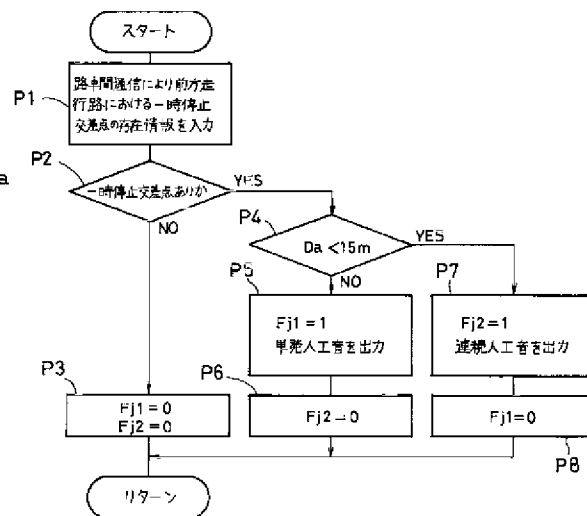 スタート
P1
路車間通信により前方走
行路における一時停止
交差点の存在情報を入力
P2
a
一時停止交差点ありか
YES
NO
P4
Da <15m
YES
NO
P5
Fj1 = 1
単発人工音を出力
P7
Fj2 = 1
連続人工音を出力
P3
Fj1 = 0
Fj2 = 0
P6
Fj2 = 0
Fj1=0
P8
リターン